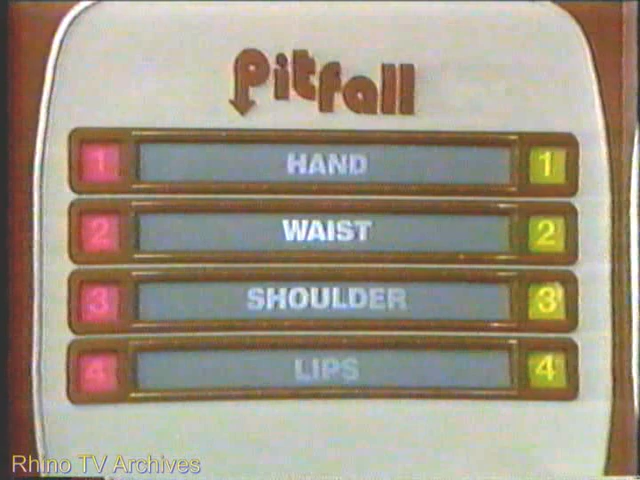 Pitfall
1 HAND 1
2 WAIST 2
3 SHOULDER 3
4 LIPS 4
Rhino TV Archives